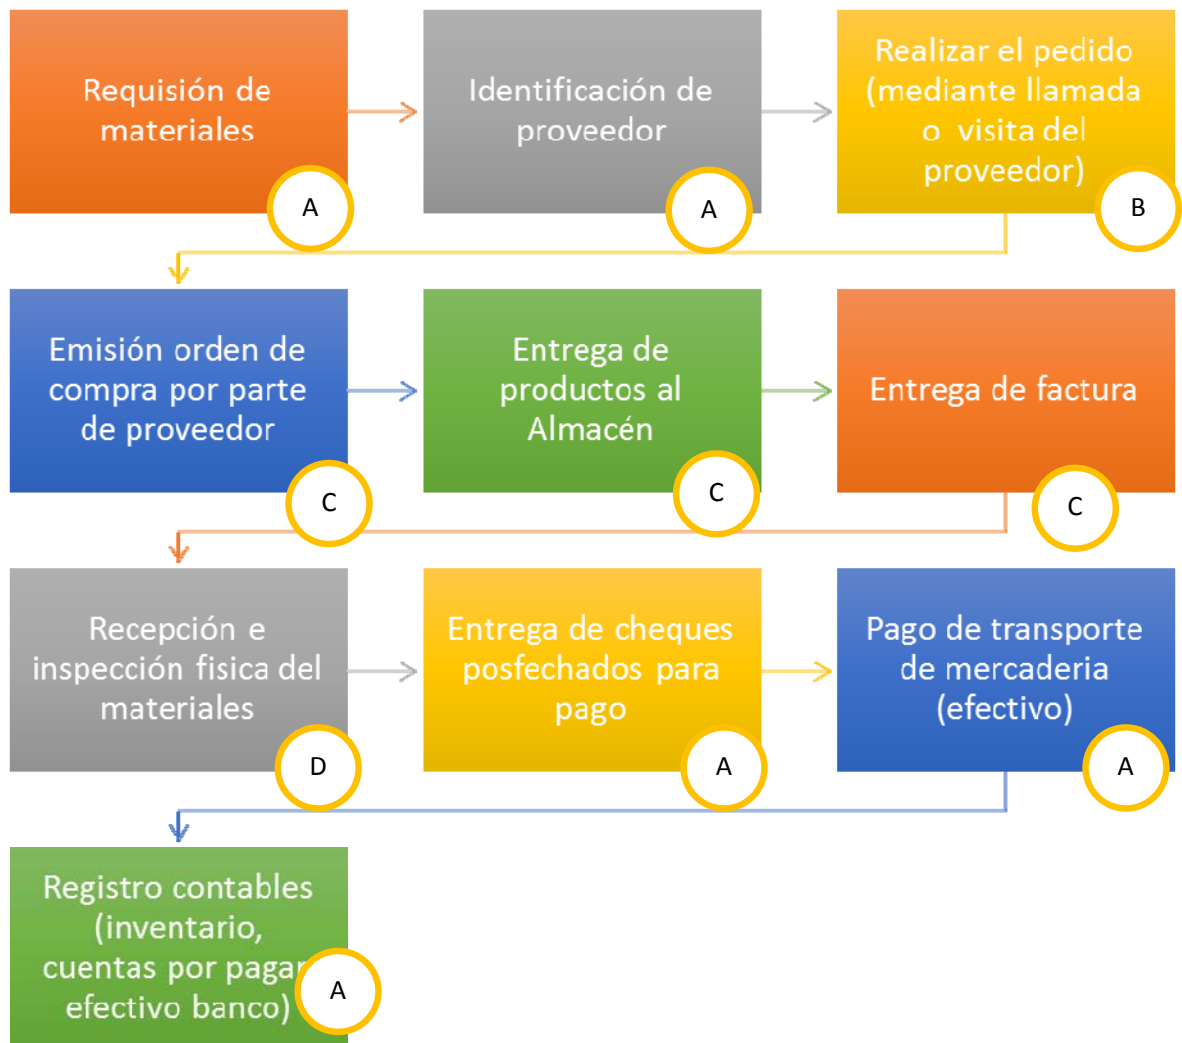 Requisión de
materiales
A
Identificación de
proveedor
A
Realizar el pedido
(mediante llamada
o visita del
proveedor)
B
Emisión orden de
compra por parte
de proveedor
C
Entrega de
productos al
Almacén
C
Entrega de factura
C
Recepción e
inspección fisica del
materiales
D
Entrega de cheques
posfechados para
pago
A
Pago de transporte
de mercaderia
(efectivo)
A
Registro contables
(inventario,
cuentas por pagar
efectivo banco)
A